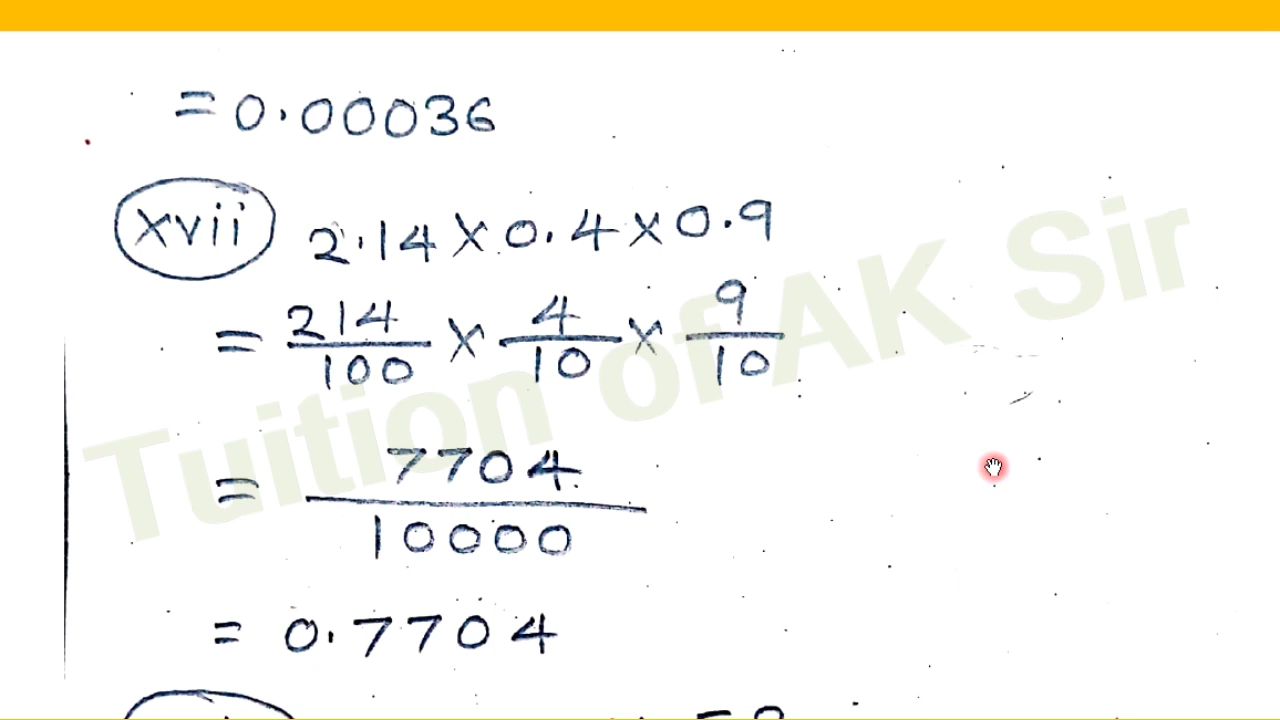 = 0.00036
xvii 2.14 × 0.4 × 0.9
= 214/100 × 4/10 × 9/10
= 7704/10000
= 0.7704
Tuition of AK Sir